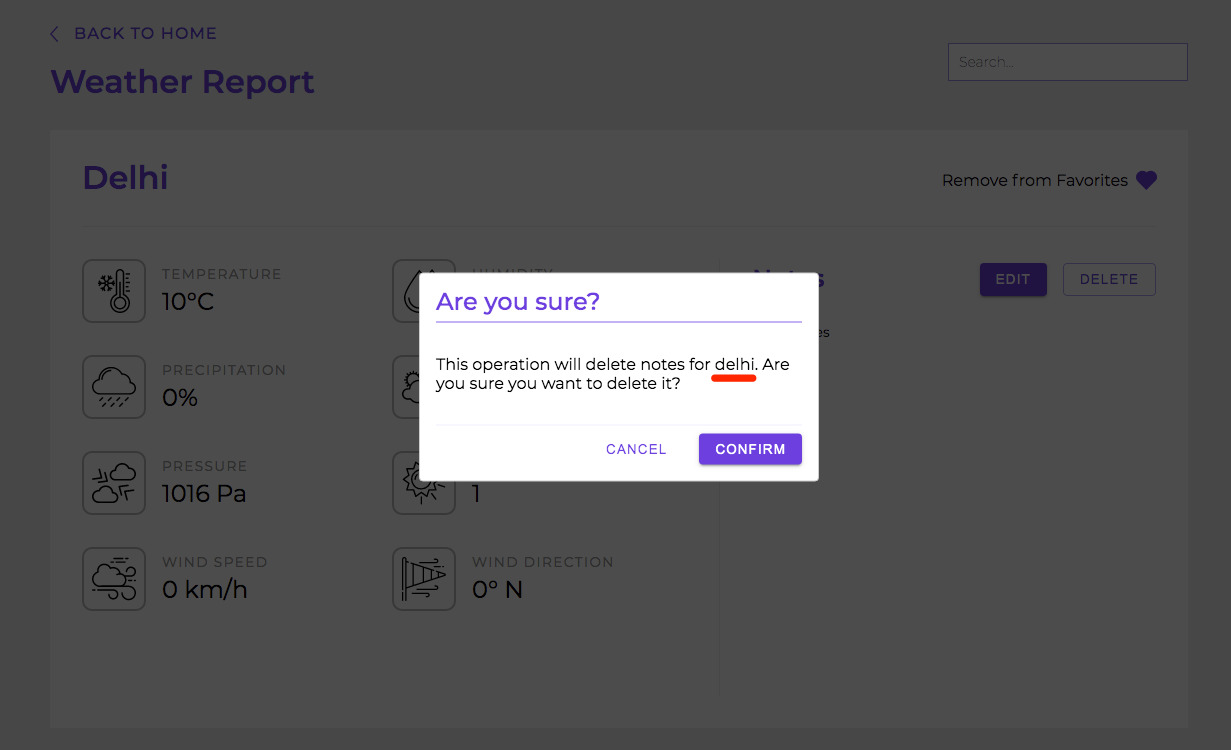 BACK TO HOME
Weather Report
Search...
Delhi
Remove from Favorites
TEMPERATURE
10°C
HUMIDITY
EDIT
DELETE
Are you sure?
This operation will delete notes for delhi. Are
you sure you want to delete it?
CANCEL
CONFIRM
PRECIPITATION
0%
PRESSURE
1016 Pa
1
WIND SPEED
0 km/h
WIND DIRECTION
0° N